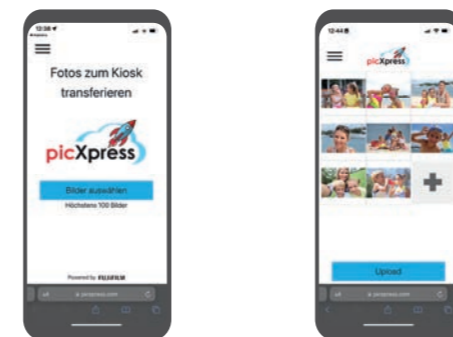 12:38
Fotos zum Kiosk
transferieren
picXpress
Bilder auswählen
Höchstens 100 Bilder
Powered by FUJIFILM
picxpress.com
12:44
picXpress
Upload
picxpress.com